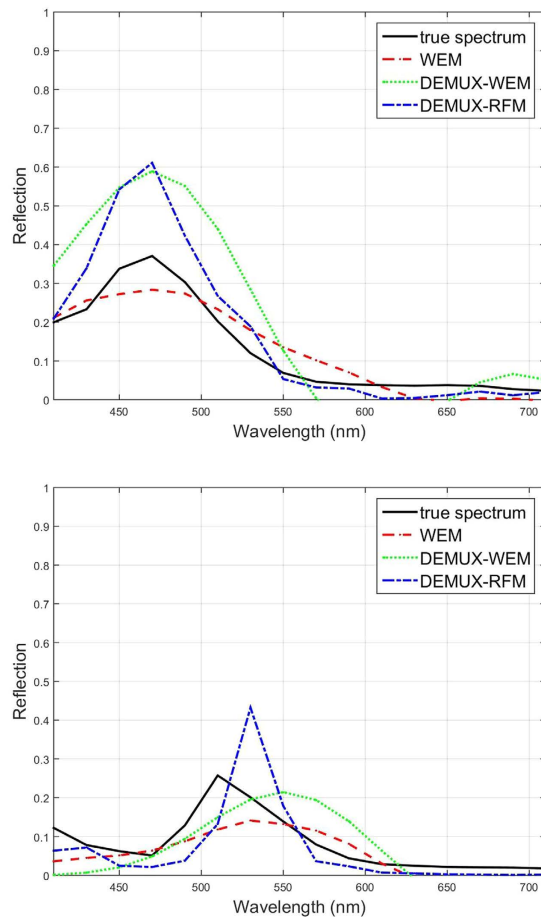 1
0.9
0.8
0.7
0.6
0.5
0.4
0.3
0.2
0.1
0
Reflection
true spectrum
WEM
DEMUX-WEM
DEMUX-RFM
450 500 550 600 650 700
Wavelength (nm)
1
0.9
0.8
0.7
0.6
0.5
0.4
0.3
0.2
0.1
0
Reflection
true spectrum
WEM
DEMUX-WEM
DEMUX-RFM
450 500 550 600 650 700
Wavelength (nm)